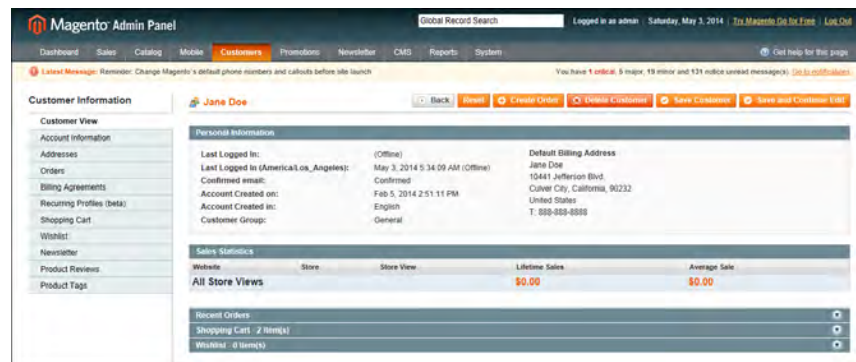 Magento Admin Panel
Global Record Search
Logged in as admin | Saturday, May 3, 2014 | Try Magento Go for Free | Log Out
Dashboard Sales Catalog Mobile Customers Promotions Newsletter CMS Reports System
Get help for this page
Latest Message: Reminder: Change Magento's default phone numbers and callouts before site launch
You have 1 critical, 5 major, 19 minor and 131 notice unread message(s). Go to notifications
Customer Information
Customer View
Account Information
Addresses
Orders
Billing Agreements
Recurring Profiles (beta)
Shopping Cart
Wishlist
Newsletter
Product Reviews
Product Tags
Jane Doe
Back Reset Create Order Delete Customer Save Customer Save and Continue Edit
Personal Information
Last Logged In: (Offline)
Last Logged In (America/Los_Angeles): May 3, 2014 5:34:09 AM (Offline)
Confirmed email: Confirmed
Account Created on: Feb 5, 2014 2:51:11 PM
Account Created in: English
Customer Group: General
Default Billing Address
Jane Doe
10441 Jefferson Blvd.
Culver City, California, 90232
United States
T: 888-888-8888
Sales Statistics
Website Store Store View Lifetime Sales Average Sale
All Store Views $0.00 $0.00
Recent Orders
Shopping Cart - 2 item(s)
Wishlist - 0 item(s)